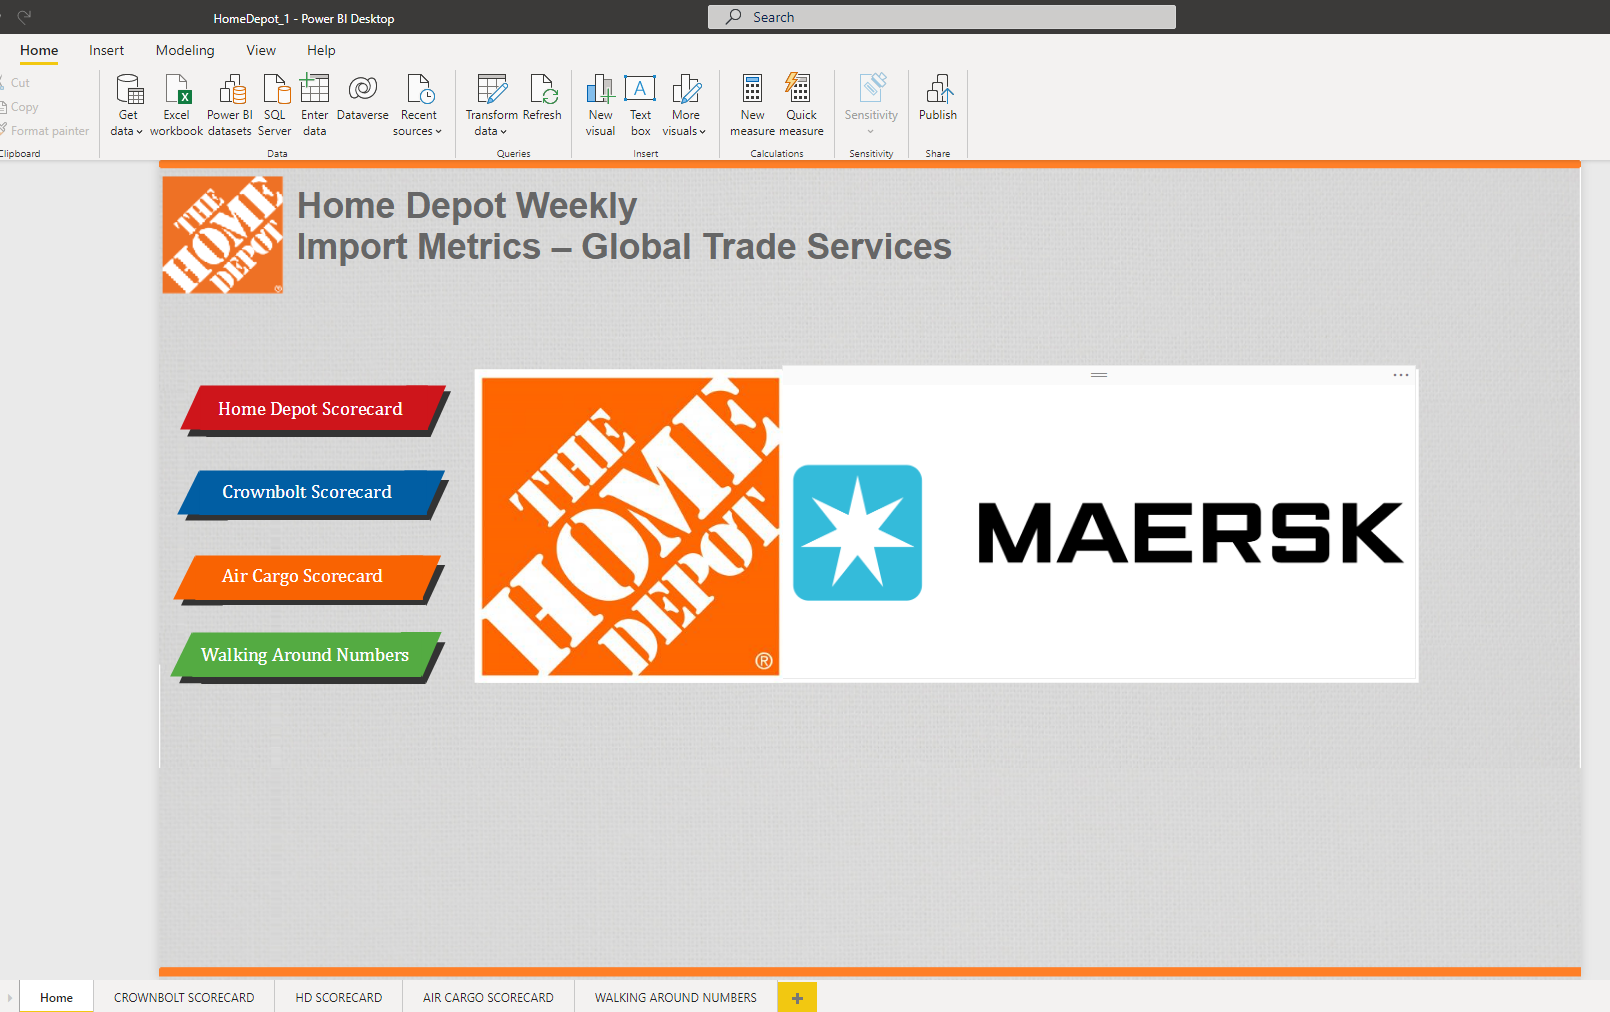 HomeDepot_1 - Power BI Desktop
Search
Home Insert Modeling View Help
Cut
Copy
Format painter
Clipboard
Get data
Excel workbook
Power BI datasets
SQL Server
Enter data
Dataverse
Recent sources
Data
Transform data
Refresh
Queries
New visual
Text box
More visuals
Insert
New measure
Quick measure
Calculations
Sensitivity
Sensitivity
Publish
Share
THE
HOME
DEPOT
®
Home Depot Weekly
Import Metrics – Global Trade Services
Home Depot Scorecard
Crownbolt Scorecard
Air Cargo Scorecard
Walking Around Numbers
THE
HOME
DEPOT
®
MAERSK
Home CROWNBOLT SCORECARD HD SCORECARD AIR CARGO SCORECARD WALKING AROUND NUMBERS